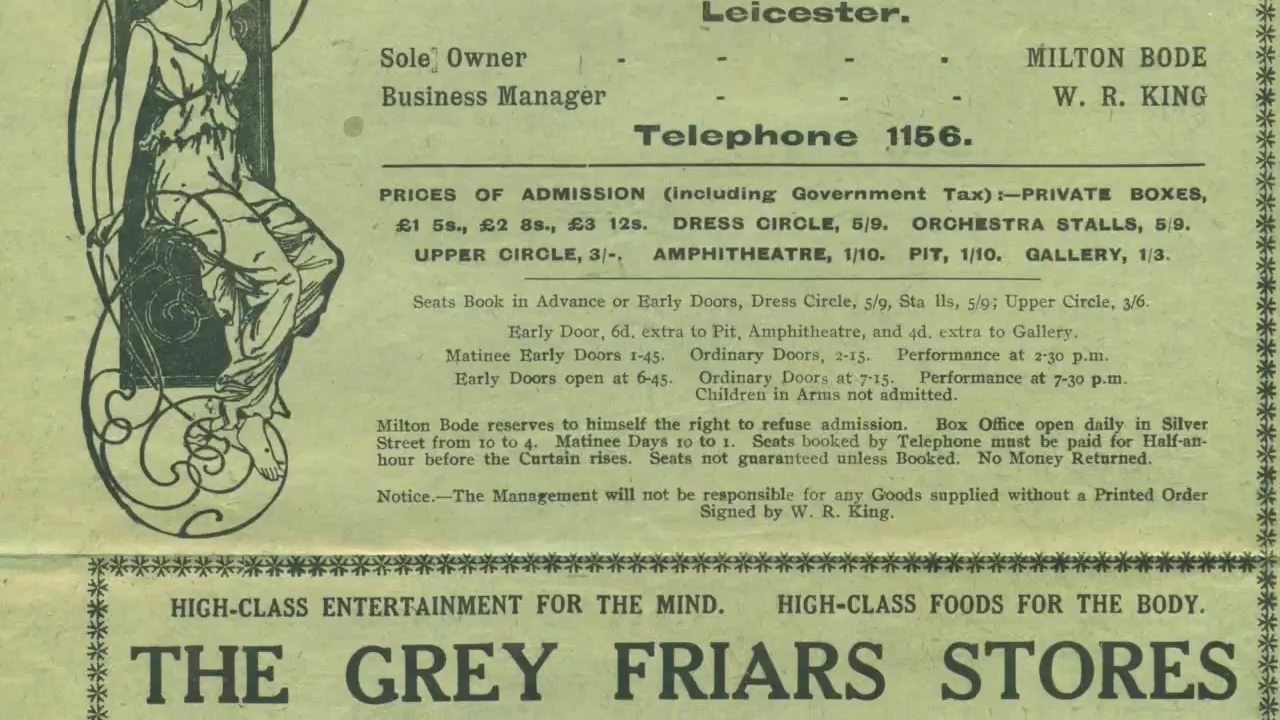 Leicester.
Sole Owner - - - - MILTON BODE
Business Manager - - - W. R. KING
Telephone 1156.
PRICES OF ADMISSION (including Government Tax):—PRIVATE BOXES,
£1 5s., £2 8s., £3 12s. DRESS CIRCLE, 5/9. ORCHESTRA STALLS, 5/9.
UPPER CIRCLE, 3/-. AMPHITHEATRE, 1/10. PIT, 1/10. GALLERY, 1/3.
Seats Book in Advance or Early Doors, Dress Circle, 5/9, Sta lls, 5/9; Upper Circle, 3/6.
Early Door, 6d. extra to Pit, Amphitheatre, and 4d. extra to Gallery.
Matinee Early Doors 1-45. Ordinary Doors, 2-15. Performance at 2-30 p.m.
Early Doors open at 6-45. Ordinary Doors at 7-15. Performance at 7-30 p.m.
Children in Arms not admitted.
Milton Bode reserves to himself the right to refuse admission. Box Office open daily in Silver
Street from 10 to 4. Matinee Days 10 to 1. Seats booked by Telephone must be paid for Half-an-
hour before the Curtain rises. Seats not guaranteed unless Booked. No Money Returned.
Notice.—The Management will not be responsible for any Goods supplied without a Printed Order
Signed by W. R. King.
HIGH-CLASS ENTERTAINMENT FOR THE MIND. HIGH-CLASS FOODS FOR THE BODY.
THE GREY FRIARS STORES